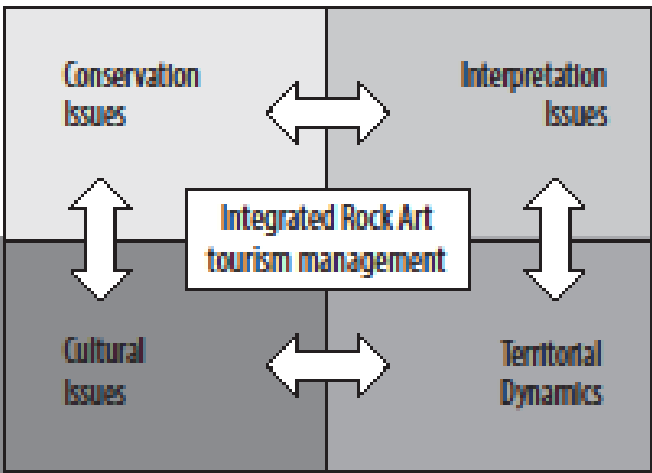 Conservation
Issues
Interpretation
Issues
Integrated Rock Art
tourism management
Cultural
Issues
Territorial
Dynamics